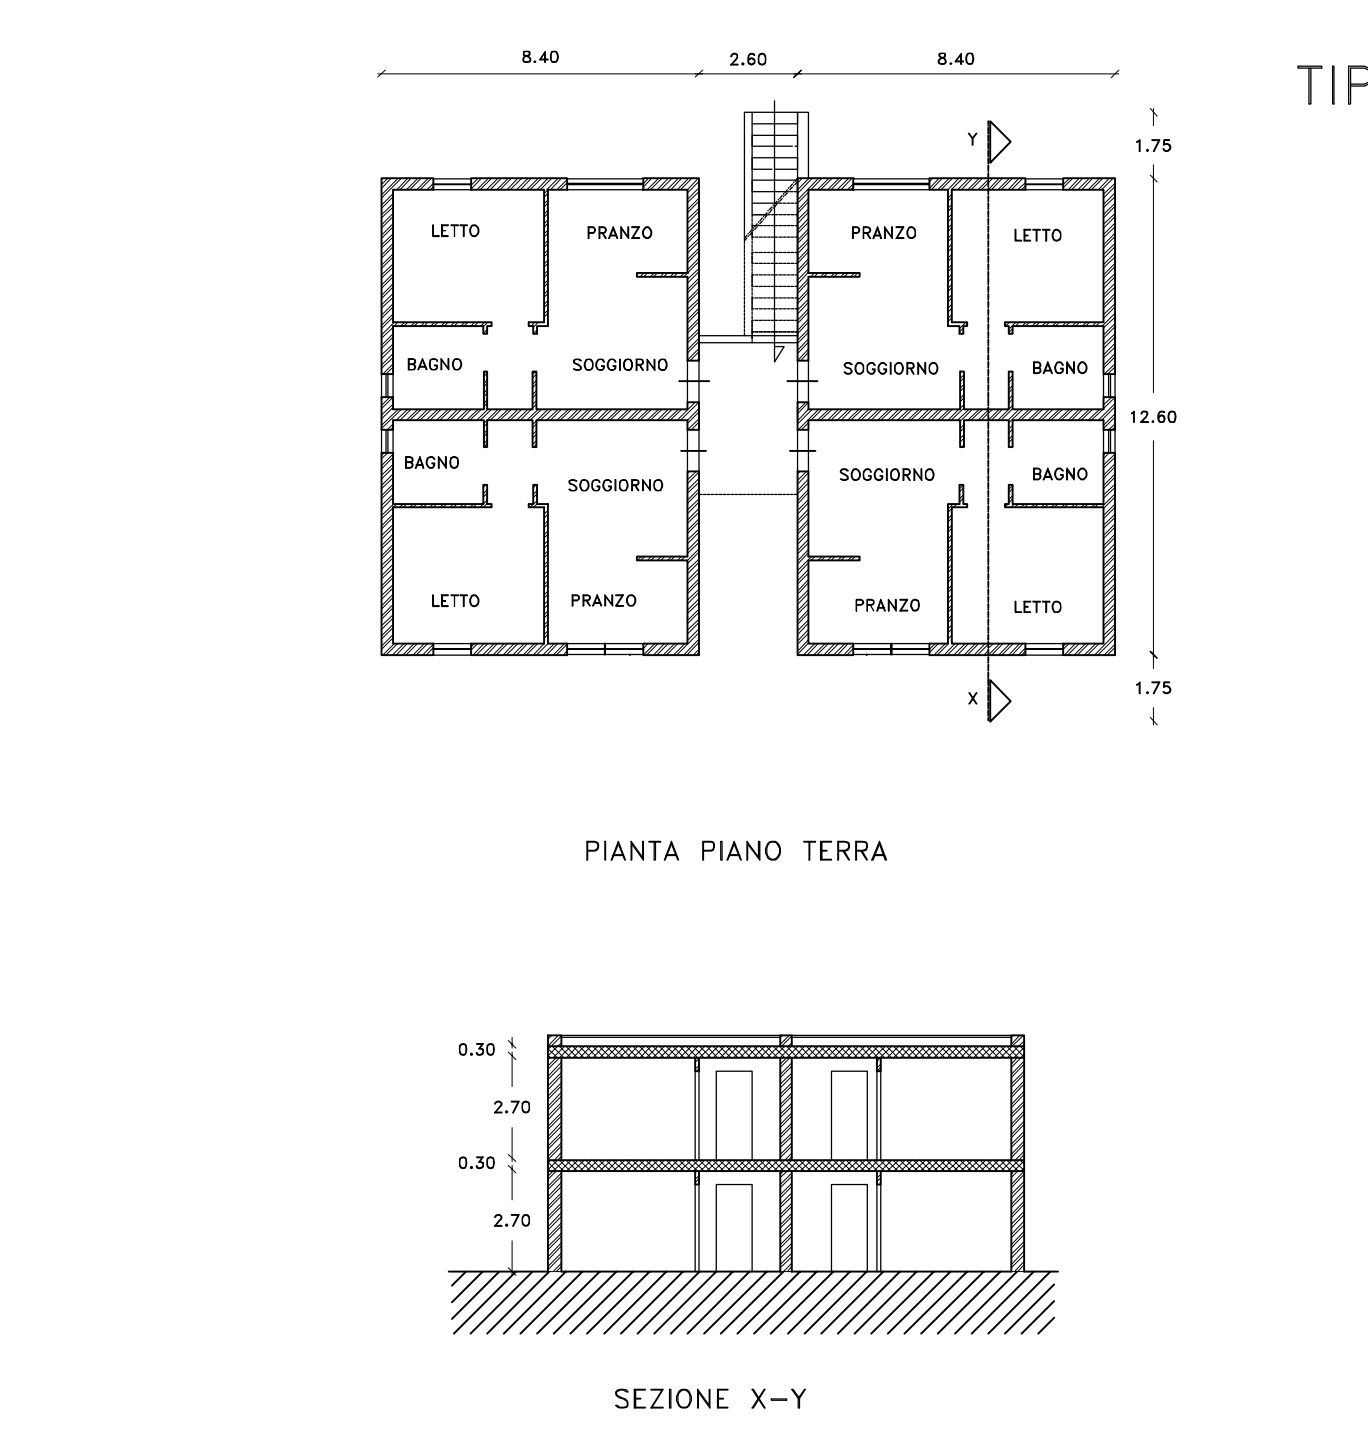 8.40 2.60 8.40
TIP
Y
1.75
LETTO PRANZO PRANZO LETTO
BAGNO SOGGIORNO SOGGIORNO BAGNO
12.60
BAGNO SOGGIORNO SOGGIORNO BAGNO
LETTO PRANZO PRANZO LETTO
X
1.75
PIANTA PIANO TERRA
0.30
2.70
0.30
2.70
SEZIONE X-Y